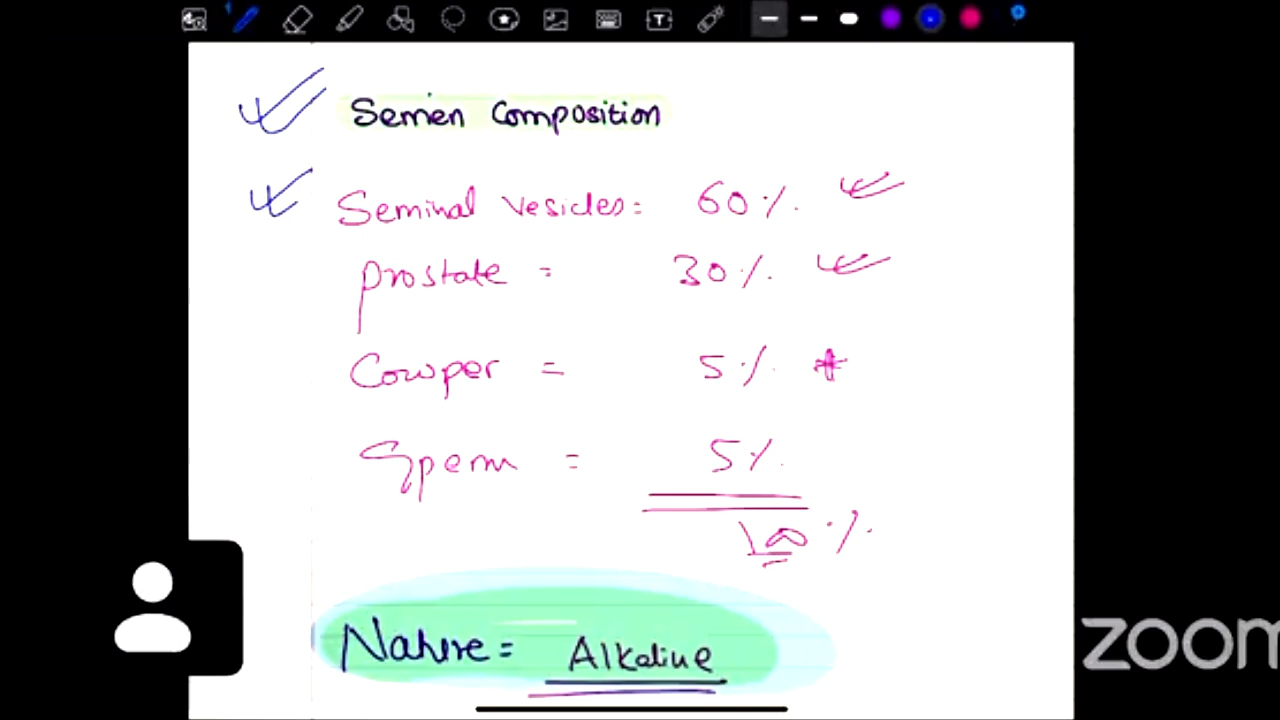 Semen Composition
Seminal vesicles: 60%.
prostate = 30%.
Cowper = 5%. *
Sperm = 5%.
100%.
Nature = Alkaline
zoom